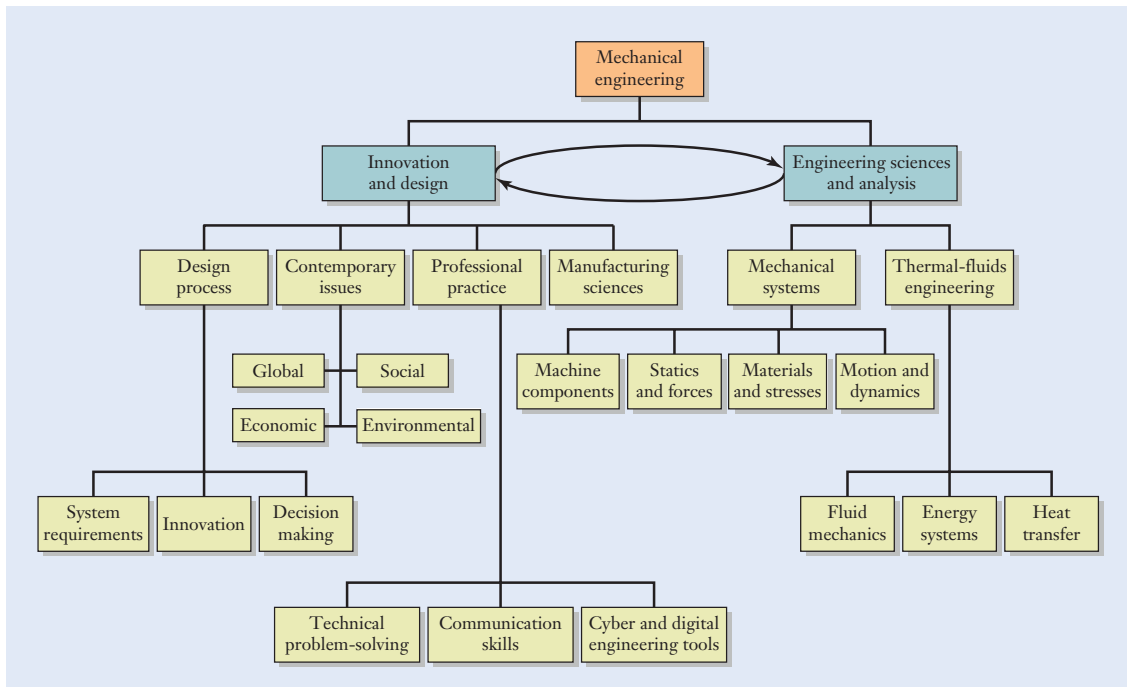 Mechanical
engineering
Innovation
and design
Engineering sciences
and analysis
Design
process
Contemporary
issues
Professional
practice
Manufacturing
sciences
Mechanical
systems
Thermal-fluids
engineering
Global
Social
Economic
Environmental
Machine
components
Statics
and forces
Materials
and stresses
Motion and
dynamics
System
requirements
Innovation
Decision
making
Fluid
mechanics
Energy
systems
Heat
transfer
Technical
problem-solving
Communication
skills
Cyber and digital
engineering tools